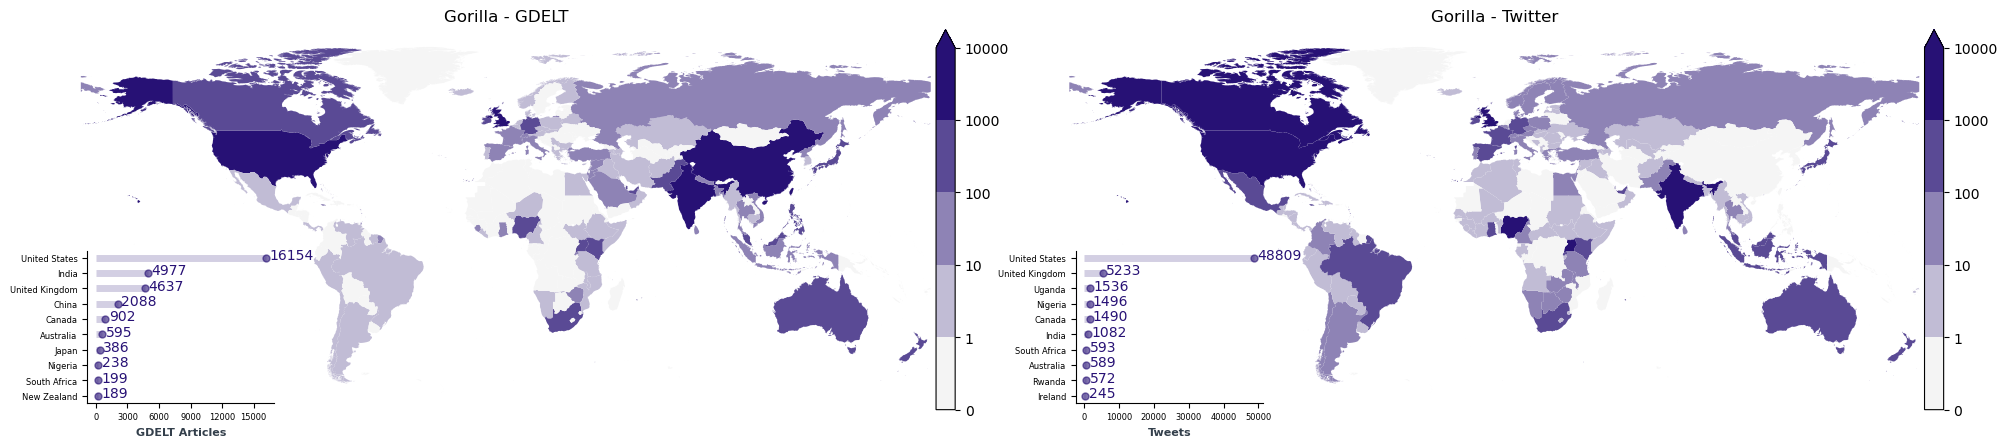 Gorilla - GDELT
10000
1000
100
10
1
0
United States 16154
India 4977
United Kingdom 4637
China 2088
Canada 902
Australia 595
Japan 386
Nigeria 238
South Africa 199
New Zealand 189
0 3000 6000 9000 12000 15000
GDELT Articles
Gorilla - Twitter
10000
1000
100
10
1
0
United States 48809
United Kingdom 5233
Uganda 1536
Nigeria 1496
Canada 1490
India 1082
South Africa 593
Australia 589
Rwanda 572
Ireland 245
0 10000 20000 30000 40000 50000
Tweets